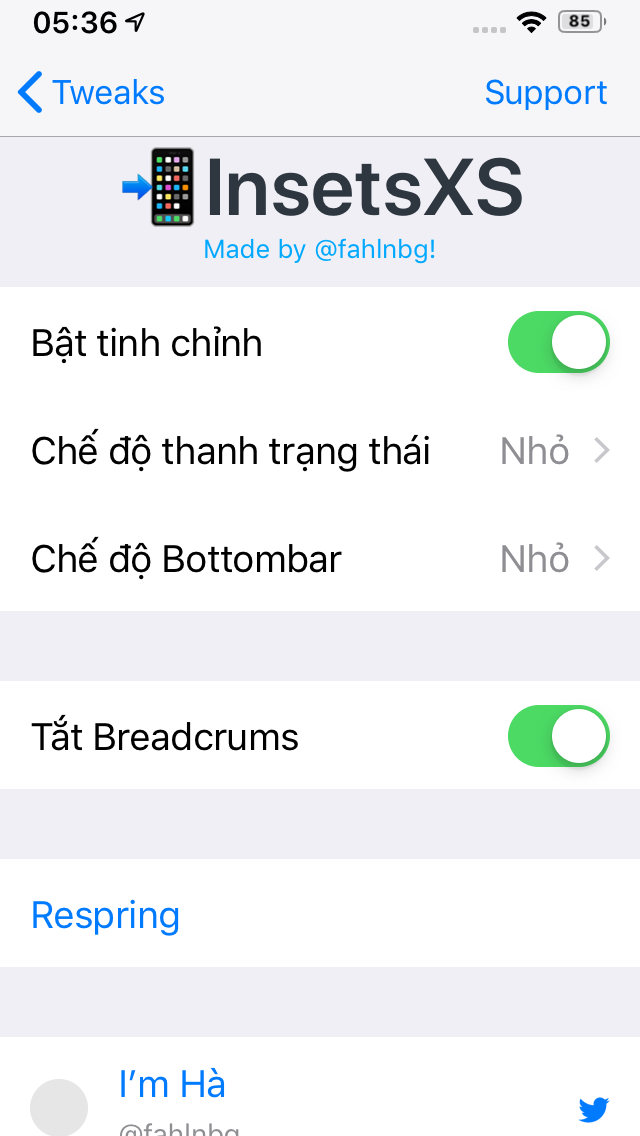 05:36
85
Tweaks
Support
InsetsXS
Made by @fahlnbg!
Bật tinh chỉnh
Chế độ thanh trạng thái
Nhỏ
Chế độ Bottombar
Nhỏ
Tắt Breadcrums
Respring
I’m Hà
@fahlnbg